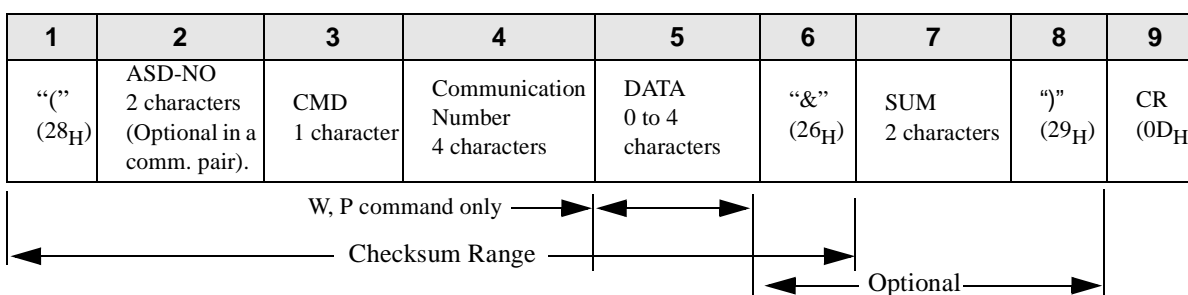 1 2 3 4 5 6 7 8 9
“(”
(28H)
ASD-NO
2 characters
(Optional in a
comm. pair).
CMD
1 character
Communication
Number
4 characters
DATA
0 to 4
characters
“&”
(26H)
SUM
2 characters
“)”
(29H)
CR
(0DH
W, P command only
Checksum Range
Optional